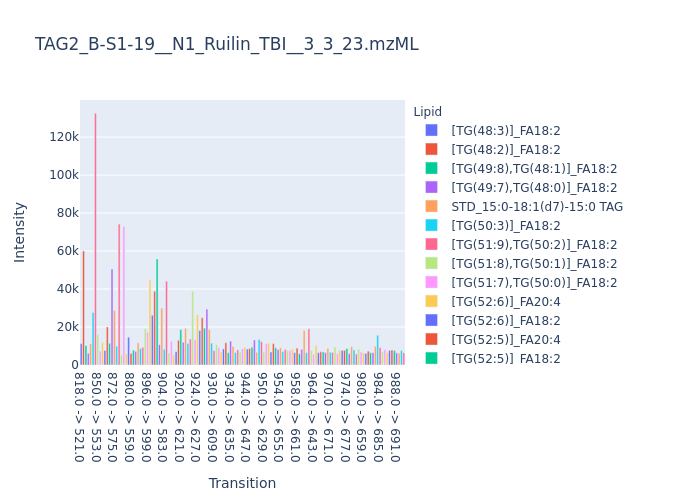 TAG2_B-S1-19__N1_Ruilin_TBI__3_3_23.mzML
Lipid
[TG(48:3)]_FA18:2
[TG(48:2)]_FA18:2
[TG(49:8),TG(48:1)]_FA18:2
[TG(49:7),TG(48:0)]_FA18:2
STD_15:0-18:1(d7)-15:0 TAG
[TG(50:3)]_FA18:2
[TG(51:9),TG(50:2)]_FA18:2
[TG(51:8),TG(50:1)]_FA18:2
[TG(51:7),TG(50:0)]_FA18:2
[TG(52:6)]_FA20:4
[TG(52:6)]_FA18:2
[TG(52:5)]_FA20:4
[TG(52:5)]_FA18:2
Intensity
120k
100k
80k
60k
40k
20k
0
818.0 -> 521.0
850.0 -> 553.0
872.0 -> 575.0
880.0 -> 559.0
896.0 -> 599.0
904.0 -> 583.0
920.0 -> 621.0
924.0 -> 627.0
930.0 -> 609.0
934.0 -> 635.0
944.0 -> 647.0
950.0 -> 629.0
954.0 -> 655.0
958.0 -> 661.0
964.0 -> 643.0
970.0 -> 671.0
974.0 -> 677.0
980.0 -> 659.0
984.0 -> 685.0
988.0 -> 691.0
Transition